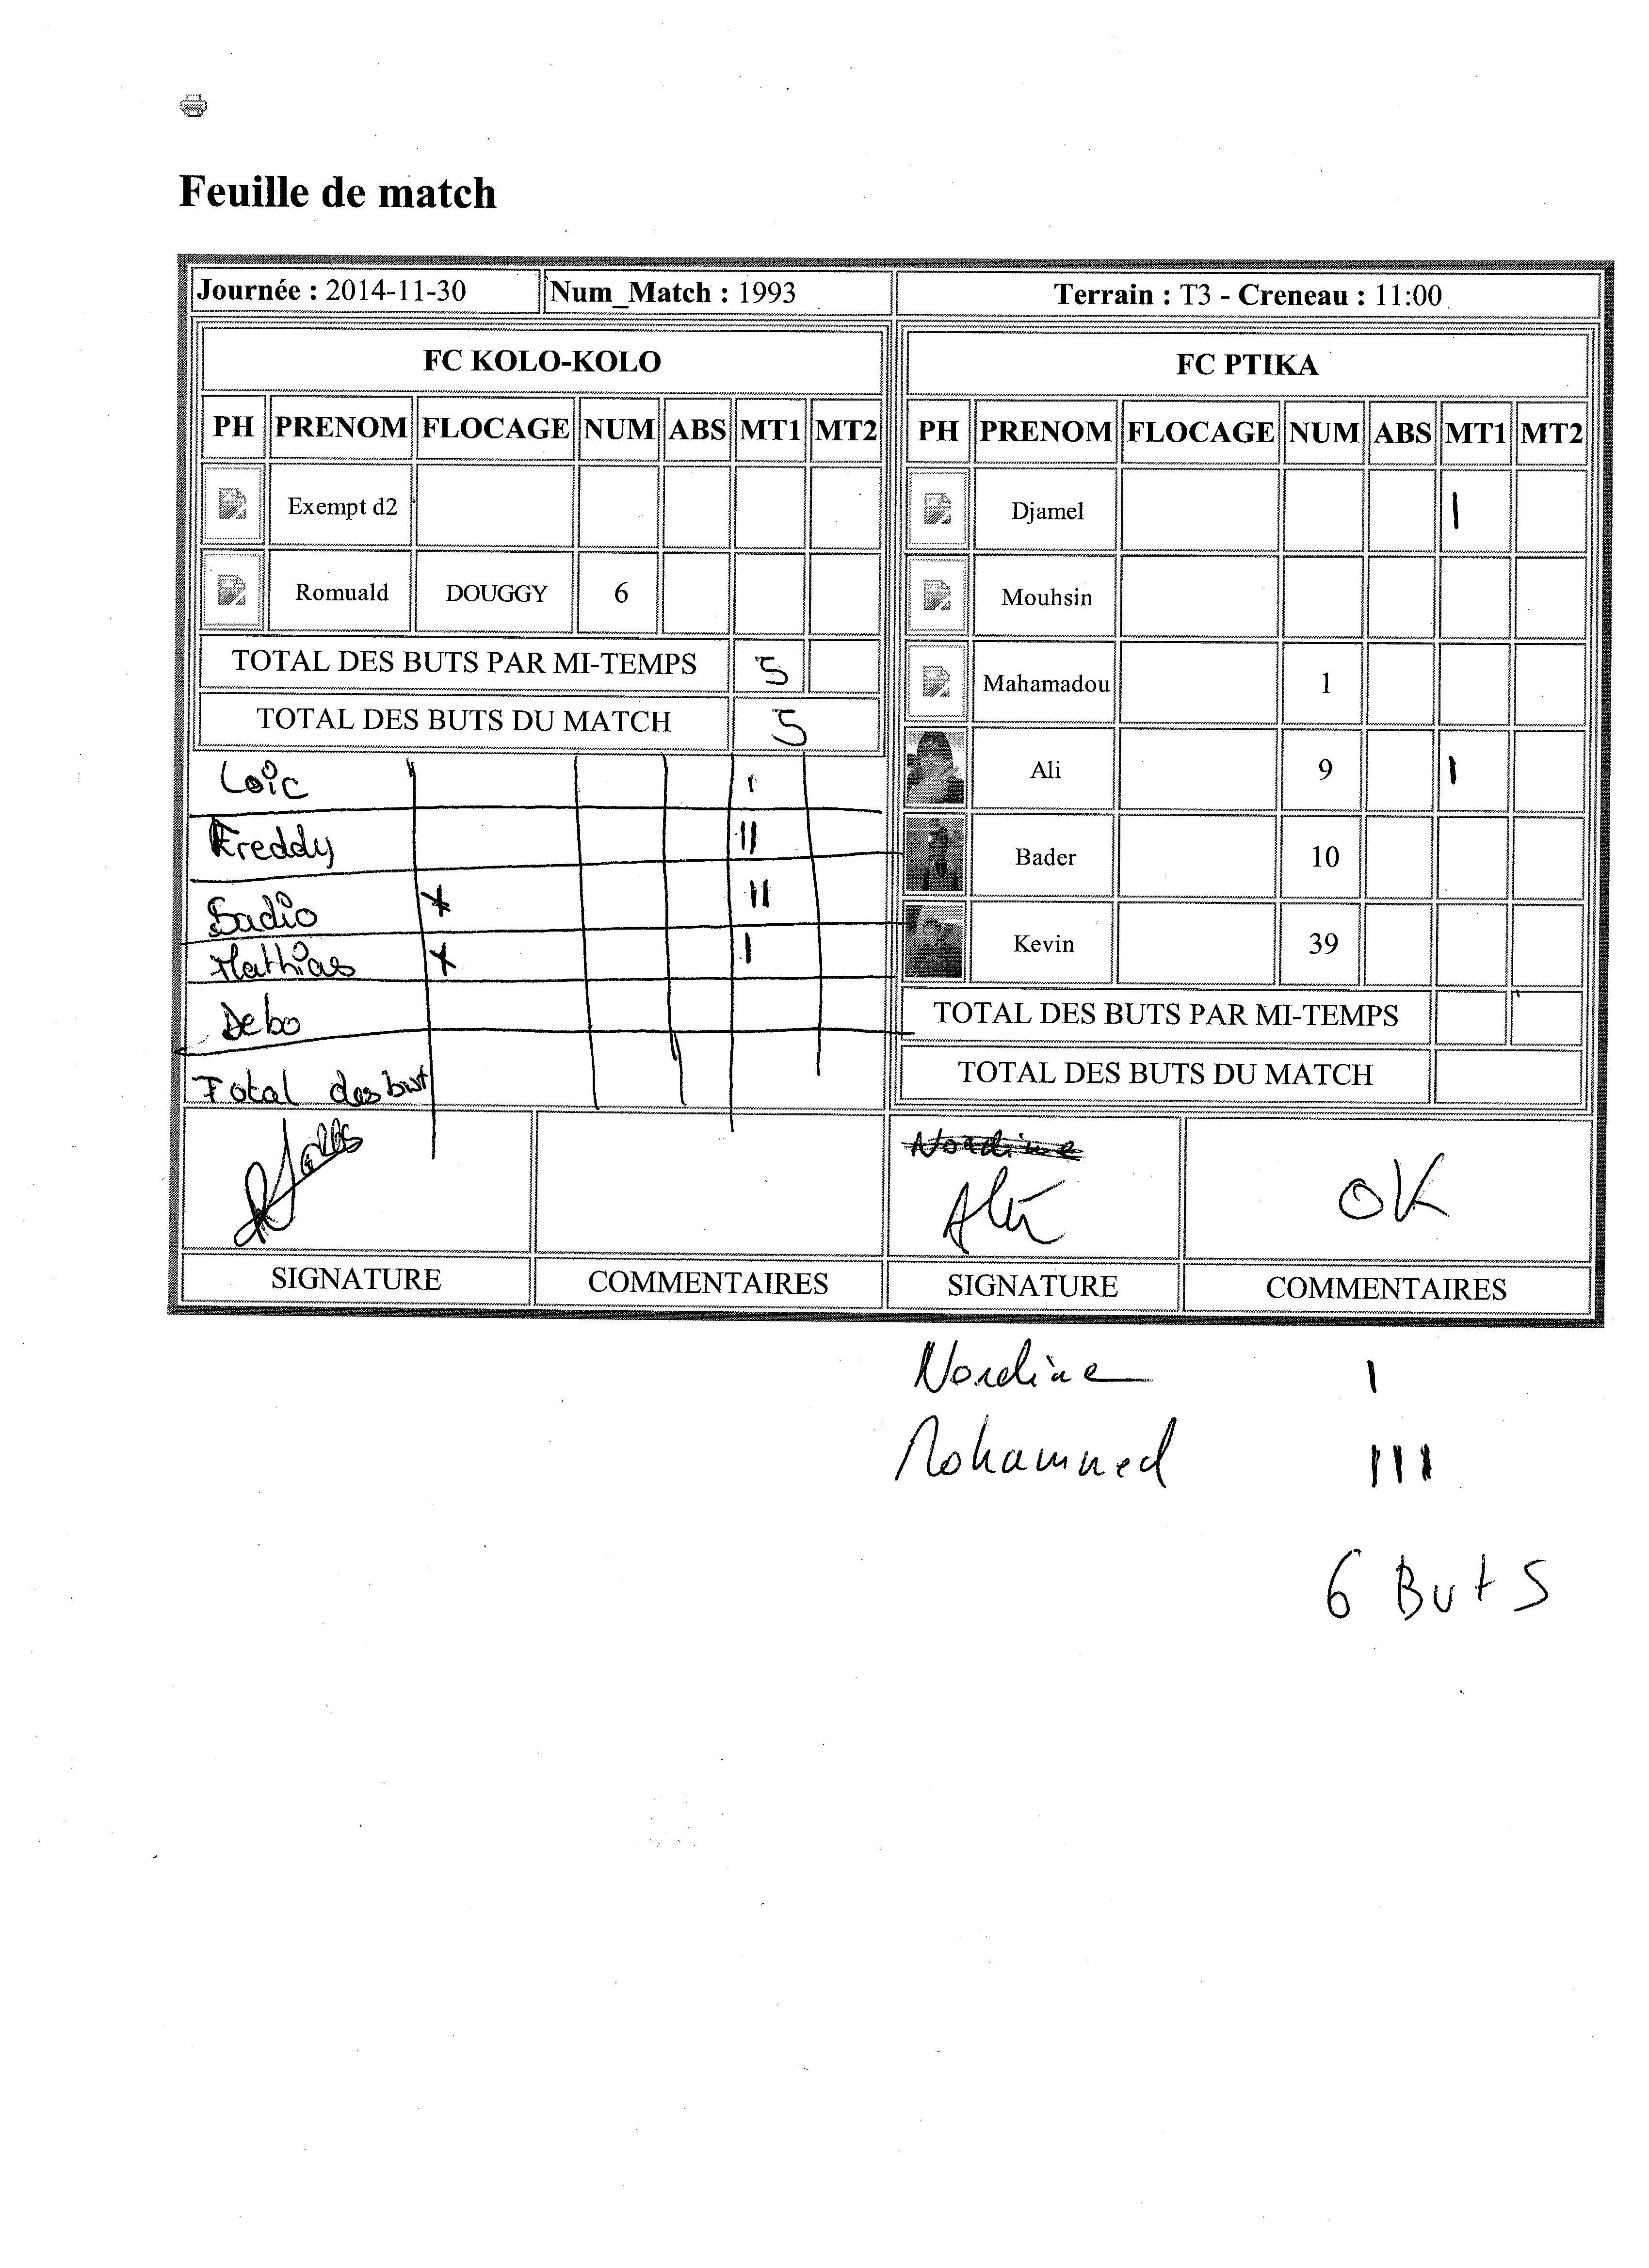 Feuille de match
Journée : 2014-11-30 Num_Match : 1993 Terrain : T3 - Creneau : 11:00
FC KOLO-KOLO
PH PRENOM FLOCAGE NUM ABS MT1 MT2
Exempt d2
Romuald DOUGGY 6
TOTAL DES BUTS PAR MI-TEMPS 5
TOTAL DES BUTS DU MATCH 5
Loïc I
Freddy II
Sadio x II
Mathias x I
Debo
Total des but
FC PTIKA
PH PRENOM FLOCAGE NUM ABS MT1 MT2
Djamel I
Mouhsin
Mahamadou 1
Ali 9 I
Bader 10
Kevin 39
TOTAL DES BUTS PAR MI-TEMPS
TOTAL DES BUTS DU MATCH
Nordine
Ali OK
SIGNATURE COMMENTAIRES SIGNATURE COMMENTAIRES
Nordine I
Mohammed III
6 Buts